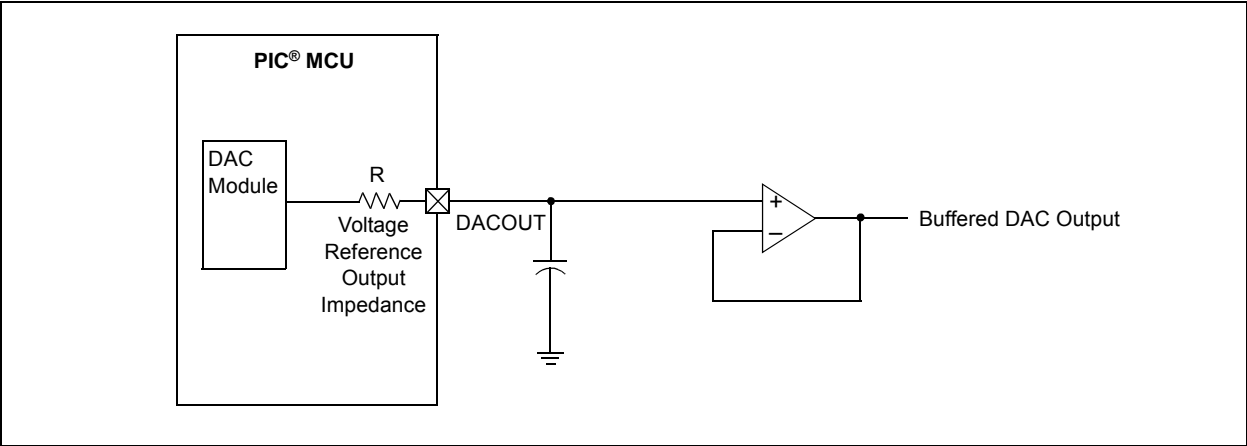 PIC® MCU
DAC
Module
R
Voltage
Reference
Output
Impedance
DACOUT
+
–
Buffered DAC Output